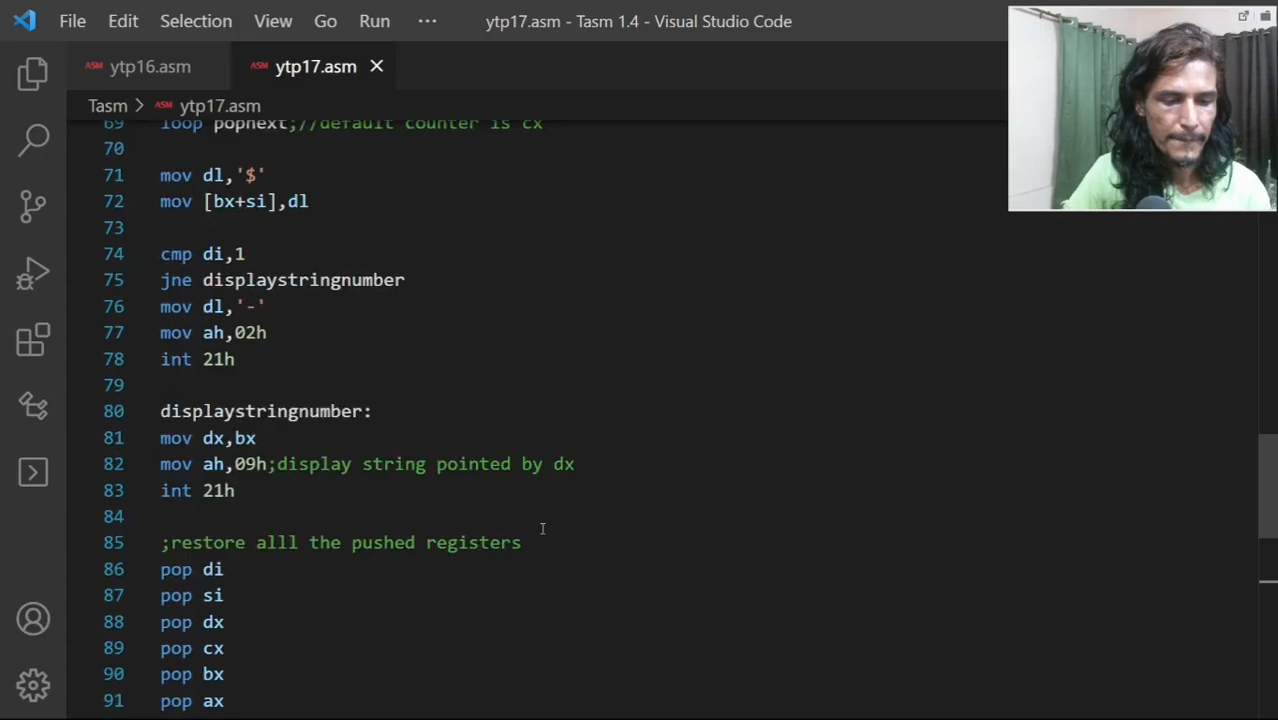 File Edit Selection View Go Run ··· ytp17.asm - Tasm 1.4 - Visual Studio Code
ASM ytp16.asm ASM ytp17.asm ×
Tasm > ASM ytp17.asm
69 loop popnext;//default counter is cx
70
71 mov dl,'$'
72 mov [bx+si],dl
73
74 cmp di,1
75 jne displaystringnumber
76 mov dl,'-'
77 mov ah,02h
78 int 21h
79
80 displaystringnumber:
81 mov dx,bx
82 mov ah,09h;display string pointed by dx
83 int 21h
84
85 ;restore alll the pushed registers
86 pop di
87 pop si
88 pop dx
89 pop cx
90 pop bx
91 pop ax